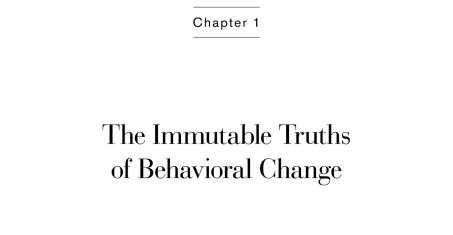 Chapter 1
The Immutable Truths
of Behavioral Change